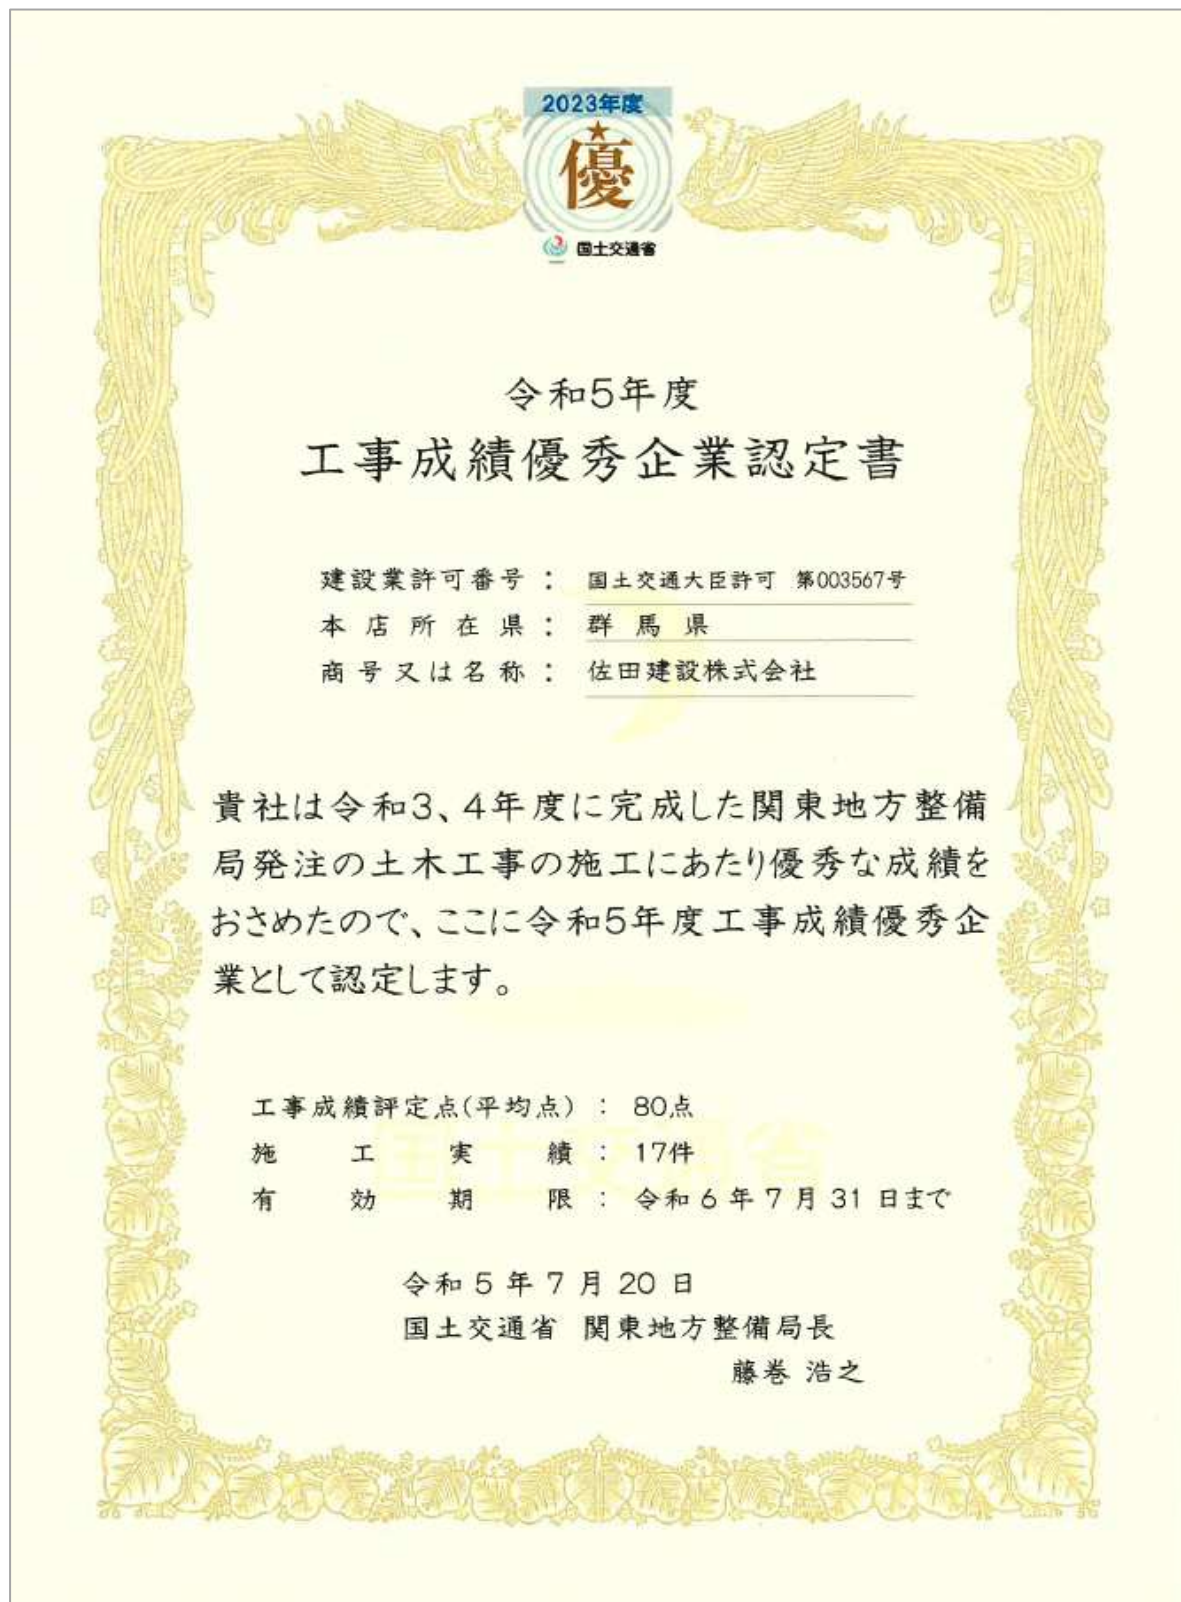 2023年度
優
国土交通省
令和5年度
工事成績優秀企業認定書
建設業許可番号 : 国土交通大臣許可 第003567号
本店所在県 : 群馬県
商号又は名称 : 佐田建設株式会社
貴社は令和3、4年度に完成した関東地方整備
局発注の土木工事の施工にあたり優秀な成績を
おさめたので、ここに令和5年度工事成績優秀企
業として認定します。
工事成績評定点(平均点) : 80点
施工実績 : 17件
有効期限 : 令和6年7月31日まで
国土交通省
令和5年7月20日
国土交通省 関東地方整備局長
藤巻 浩之